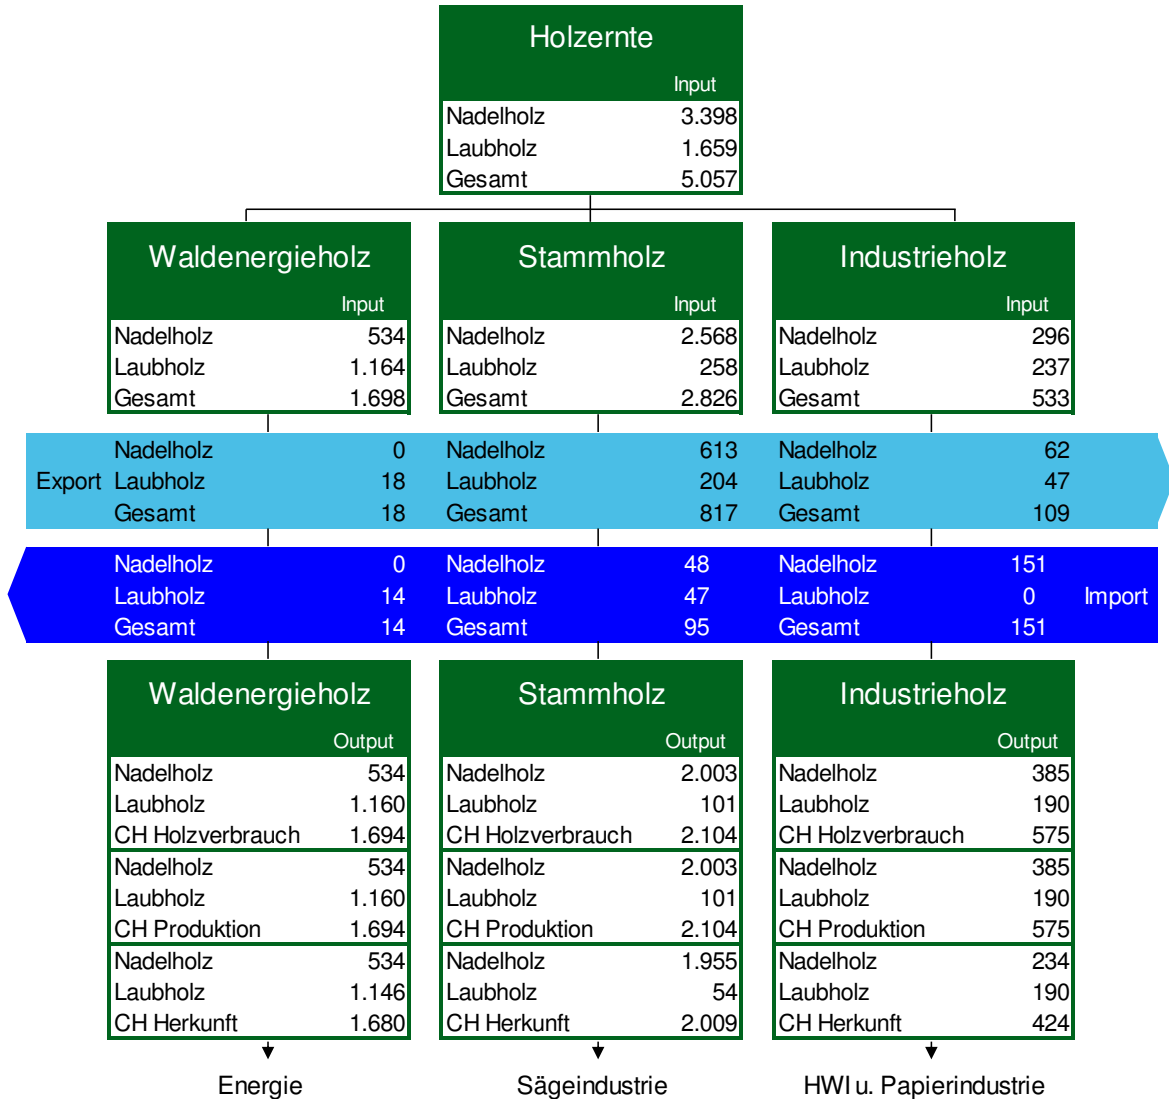 Holzernte
Input
Nadelholz 3.398
Laubholz 1.659
Gesamt 5.057
Waldenergieholz Stammholz Industrieholz
Input Input Input
Nadelholz 534 Nadelholz 2.568 Nadelholz 296
Laubholz 1.164 Laubholz 258 Laubholz 237
Gesamt 1.698 Gesamt 2.826 Gesamt 533
Nadelholz 0 Nadelholz 613 Nadelholz 62
Export Laubholz 18 Laubholz 204 Laubholz 47
Gesamt 18 Gesamt 817 Gesamt 109
Nadelholz 0 Nadelholz 48 Nadelholz 151
Laubholz 14 Laubholz 47 Laubholz 0 Import
Gesamt 14 Gesamt 95 Gesamt 151
Waldenergieholz Stammholz Industrieholz
Output Output Output
Nadelholz 534 Nadelholz 2.003 Nadelholz 385
Laubholz 1.160 Laubholz 101 Laubholz 190
CH Holzverbrauch 1.694 CH Holzverbrauch 2.104 CH Holzverbrauch 575
Nadelholz 534 Nadelholz 2.003 Nadelholz 385
Laubholz 1.160 Laubholz 101 Laubholz 190
CH Produktion 1.694 CH Produktion 2.104 CH Produktion 575
Nadelholz 534 Nadelholz 1.955 Nadelholz 234
Laubholz 1.146 Laubholz 54 Laubholz 190
CH Herkunft 1.680 CH Herkunft 2.009 CH Herkunft 424
Energie Sägeindustrie HWI u. Papierindustrie